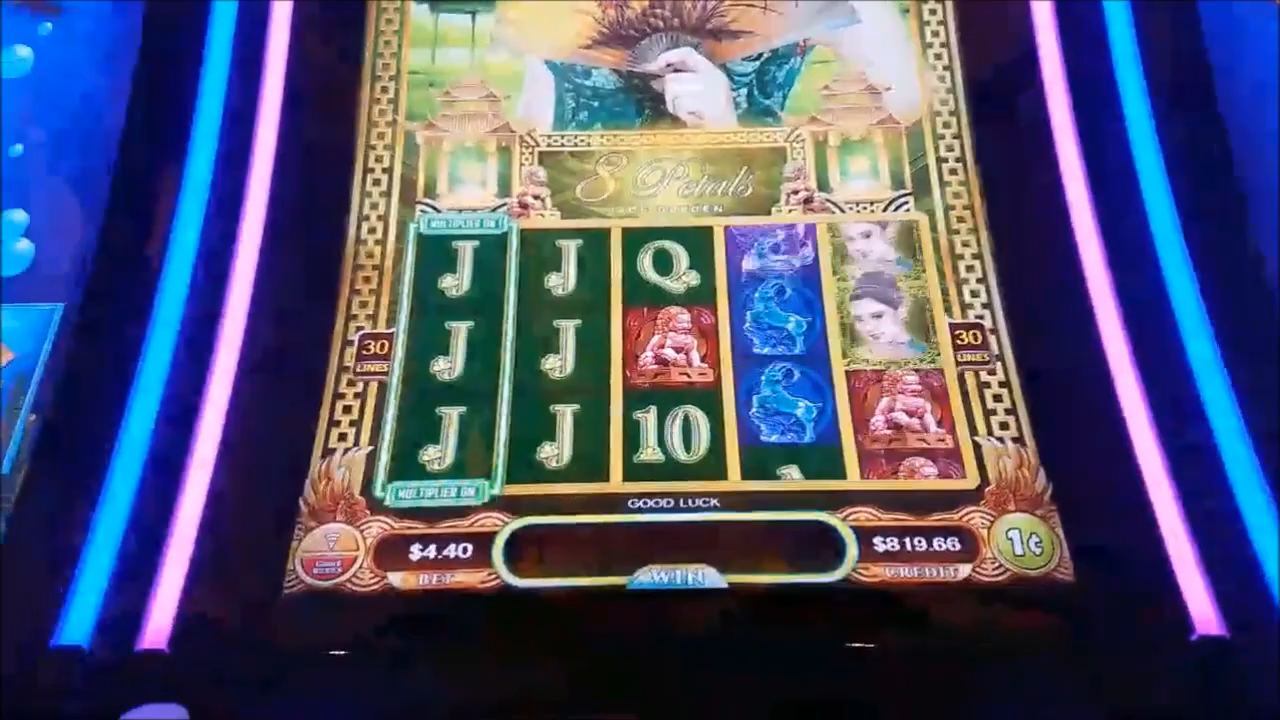 8 Petals
MULTIPLIER ON
J J Q
30 J J 30
LINES LINES
J J 10
MULTIPLIER ON
GOOD LUCK
$4.40 $819.66 1¢
BET WIN CREDIT